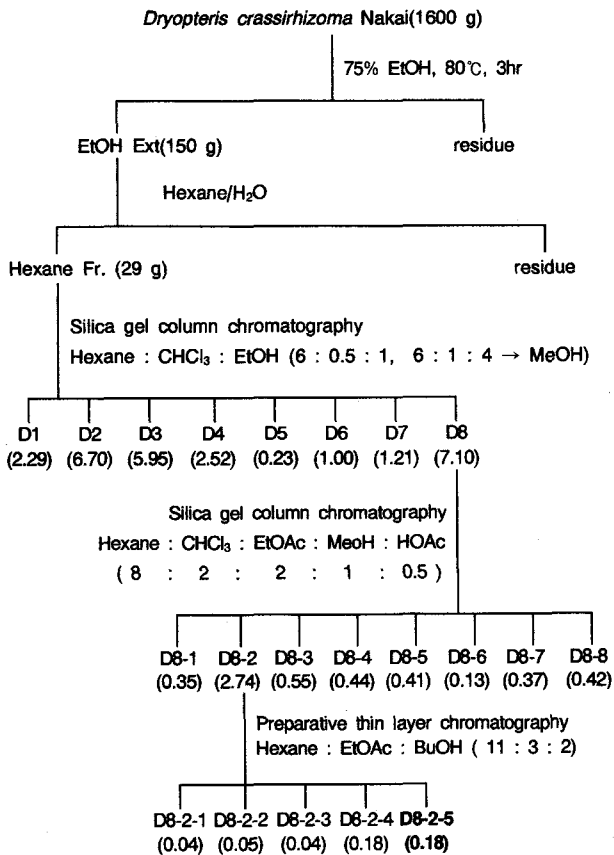 Dryopteris crassirhizoma Nakai(1600 g)
75% EtOH, 80℃, 3hr
EtOH Ext(150 g) residue
Hexane/H₂O
Hexane Fr. (29 g) residue
Silica gel column chromatography
Hexane : CHCl₃ : EtOH (6 : 0.5 : 1, 6 : 1 : 4 → MeOH)
D1 D2 D3 D4 D5 D6 D7 D8
(2.29) (6.70) (5.95) (2.52) (0.23) (1.00) (1.21) (7.10)
Silica gel column chromatography
Hexane : CHCl₃ : EtOAc : MeOH : HOAc
( 8 : 2 : 2 : 1 : 0.5 )
D8-1 D8-2 D8-3 D8-4 D8-5 D8-6 D8-7 D8-8
(0.35) (2.74) (0.55) (0.44) (0.41) (0.13) (0.37) (0.42)
Preparative thin layer chromatography
Hexane : EtOAc : BuOH ( 11 : 3 : 2)
D8-2-1 D8-2-2 D8-2-3 D8-2-4 D8-2-5
(0.04) (0.05) (0.04) (0.18) (0.18)